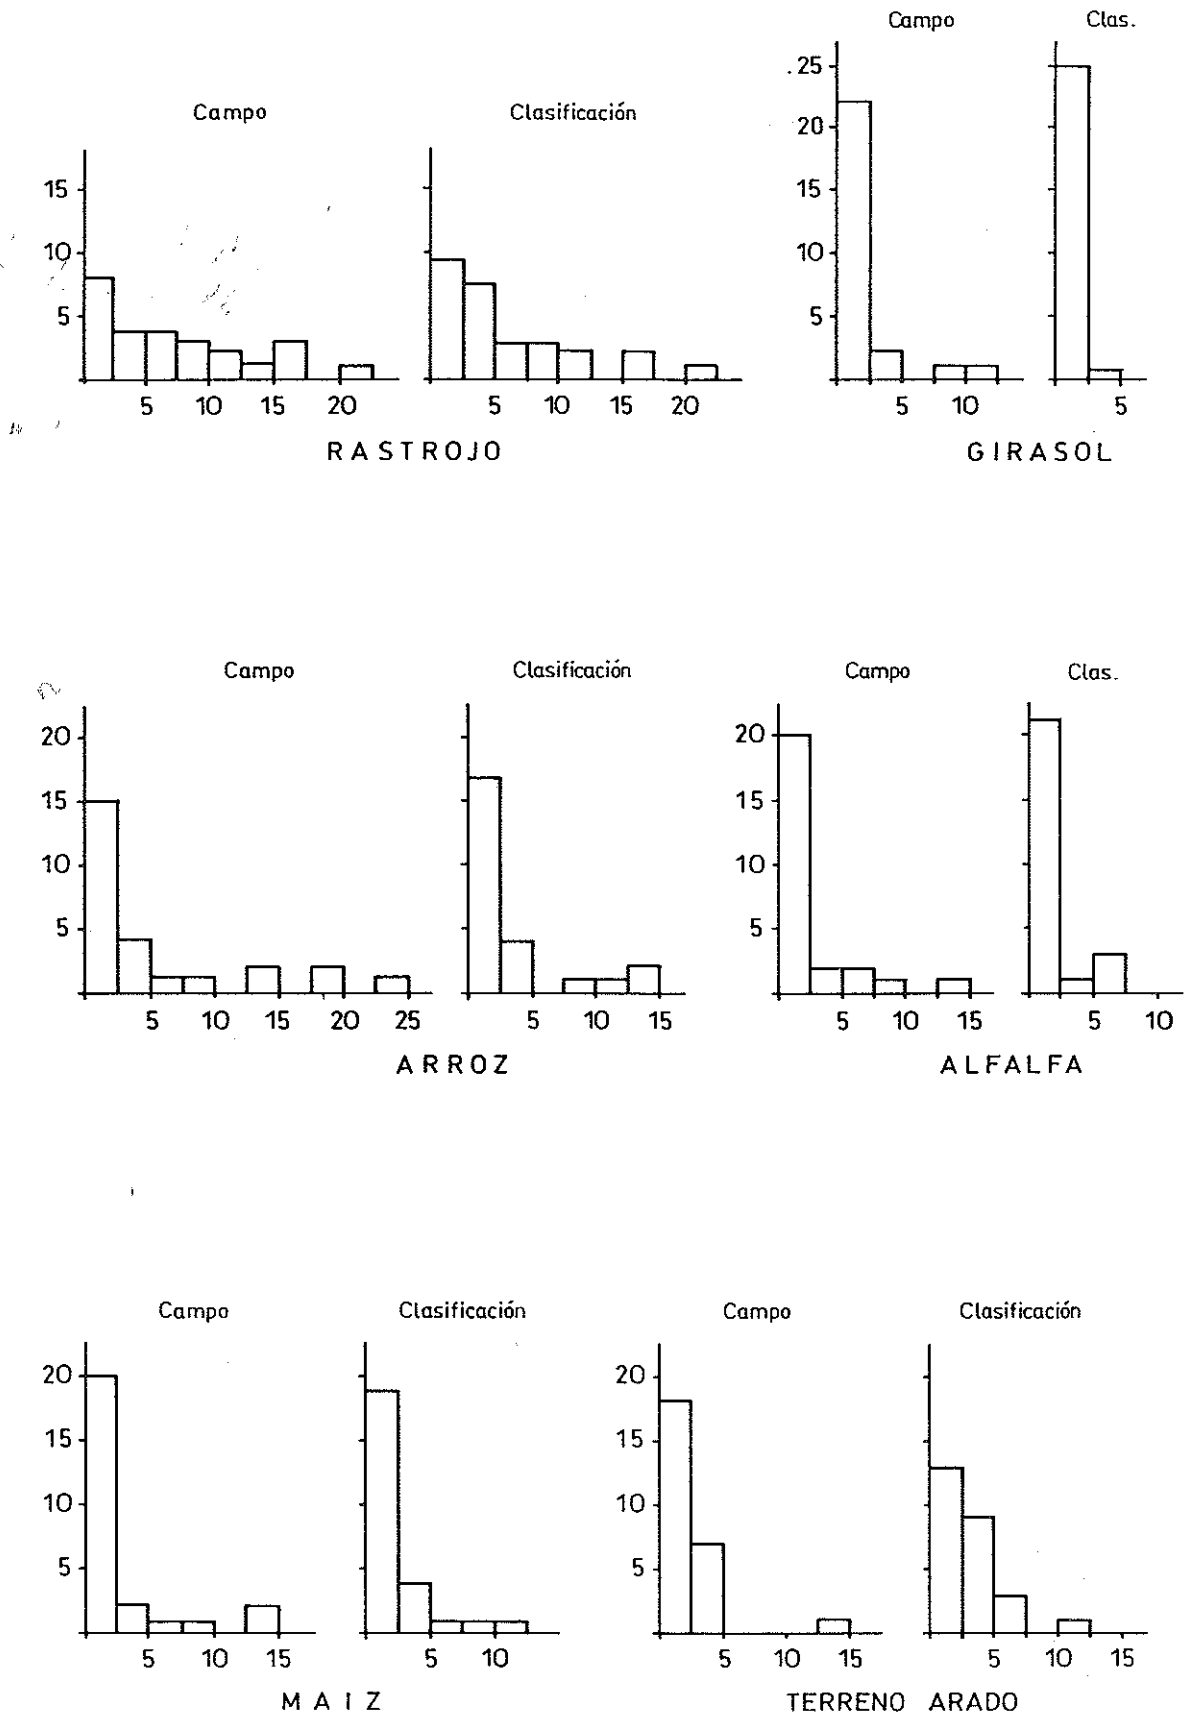 Campo Clas.
25
20
15
10
5
5 10 5
GIRASOL
Campo Clasificación
15
10
5
5 10 15 20 5 10 15 20
RASTROJO
Campo Clasificación
20
15
10
5
5 10 15 20 25 5 10 15
ARROZ
Campo Clas.
20
15
10
5
5 10 15 5 10
ALFALFA
Campo Clasificación
20
15
10
5
5 10 15 5 10
MAIZ
Campo Clasificación
20
15
10
5
5 10 15 5 10 15
TERRENO ARADO